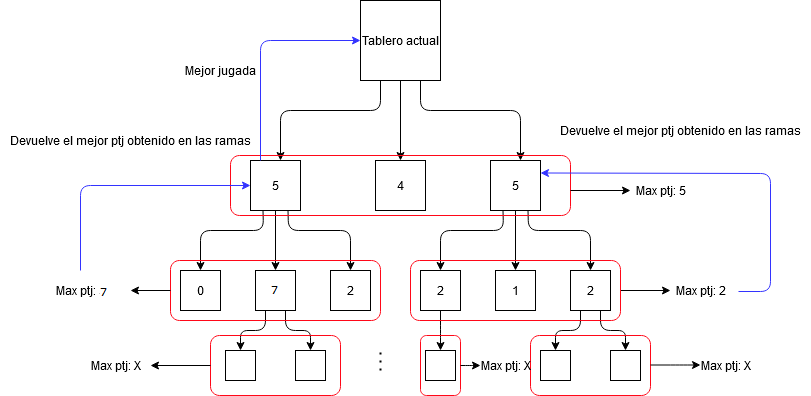 Tablero actual
Mejor jugada
Devuelve el mejor ptj obtenido en las ramas
Devuelve el mejor ptj obtenido en las ramas
5
4
5
Max ptj: 5
Max ptj: 7
0
7
2
2
1
2
Max ptj: 2
Max ptj: X
⋮
Max ptj: X
Max ptj: X